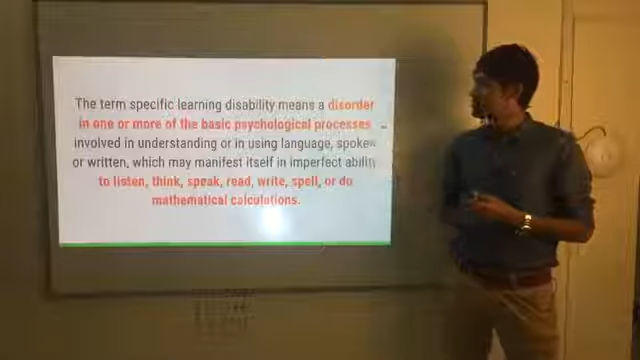 The term specific learning disability means a disorder
in one or more of the basic psychological processes
involved in understanding or in using language, spoken
or written, which may manifest itself in imperfect ability
to listen, think, speak, read, write, spell, or do
mathematical calculations.